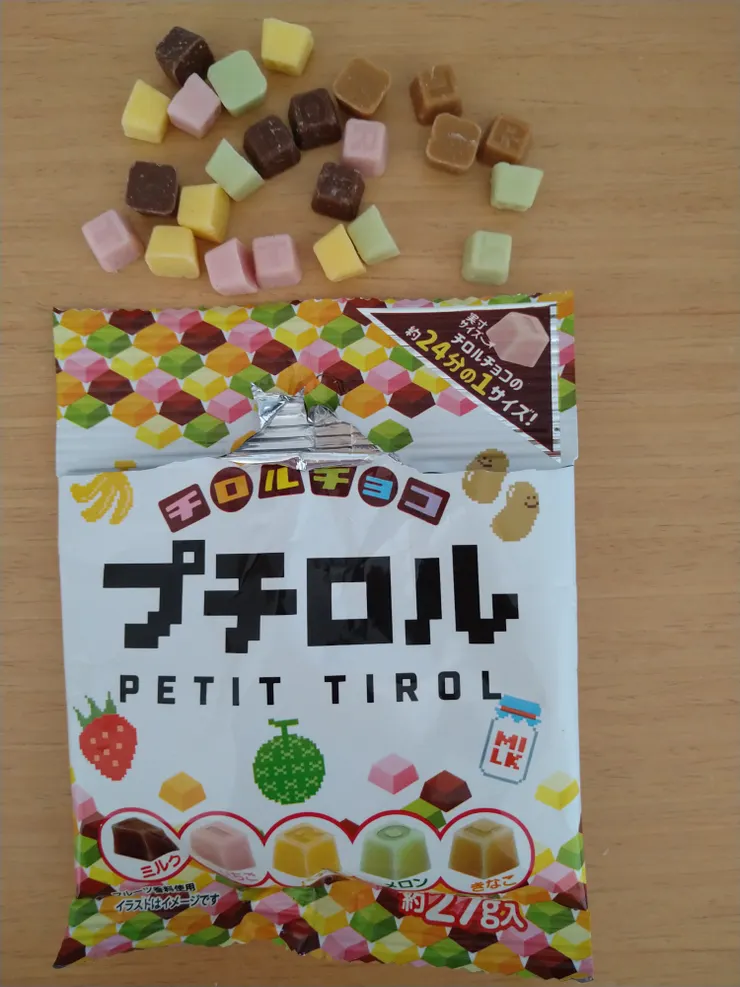 実寸
サイズ
チロルチョコの
約24分の1サイズ!
チロルチョコ
プチロル
PETIT TIROL
MI
LK
ミルク
メロン
きなこ
フルーツ香料使用
イラストはイメージです
約27g入